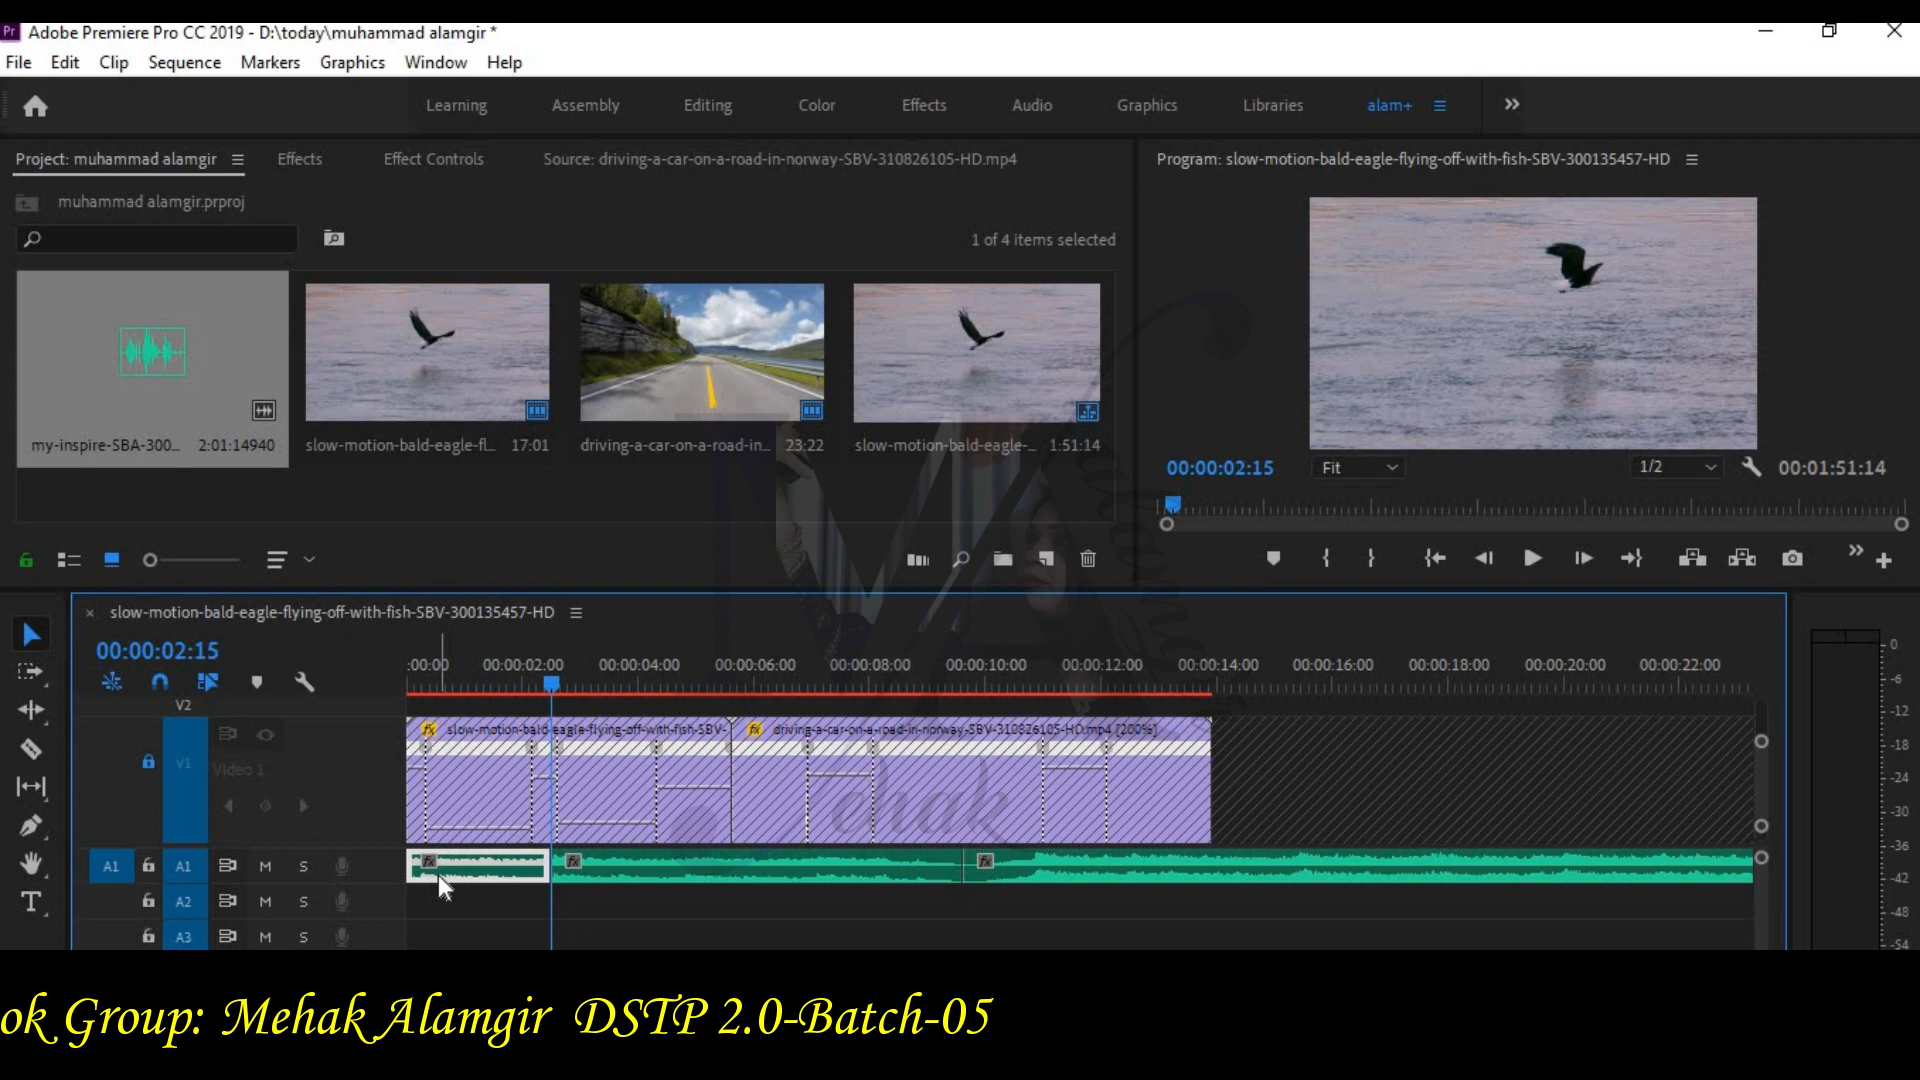 Pr Adobe Premiere Pro CC 2019 - D:\today\muhammad alamgir *
File Edit Clip Sequence Markers Graphics Window Help
Learning Assembly Editing Color Effects Audio Graphics Libraries alam+
Project: muhammad alamgir Effects Effect Controls Source: driving-a-car-on-a-road-in-norway-SBV-310826105-HD.mp4
Program: slow-motion-bald-eagle-flying-off-with-fish-SBV-300135457-HD
muhammad alamgir.prproj
1 of 4 items selected
my-inspire-SBA-300... 2:01:14940
slow-motion-bald-eagle-fl... 17:01
driving-a-car-on-a-road-in... 23:22
slow-motion-bald-eagle-... 1:51:14
00:00:02:15 Fit 1/2 00:01:51:14
slow-motion-bald-eagle-flying-off-with-fish-SBV-300135457-HD
00:00:02:15
:00:00 00:00:02:00 00:00:04:00 00:00:06:00 00:00:08:00 00:00:10:00 00:00:12:00 00:00:14:00 00:00:16:00 00:00:18:00 00:00:20:00 00:00:22:00
V2
fx slow-motion-bald-eagle-flying-off-with-fish-SBV-
fx driving-a-car-on-a-road-in-norway-SBV-310826105-HD.mp4 [200%]
V1 Video 1
A1 A1 M S fx fx fx
A2 M S
A3 M S
0
-6
-12
-18
-24
-30
-36
-42
-48
-54
ehak
ok Group: Mehak Alamgir DSTP 2.0-Batch-05